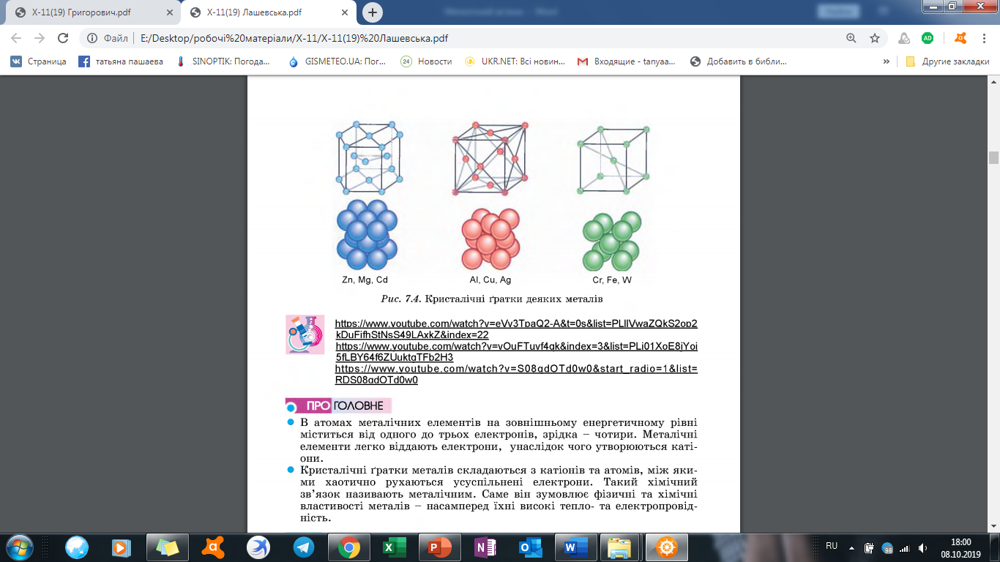 X-11(19) Григорович.pdf
X-11(19) Лашевська.pdf
Файл
E:/Desktop/робочі%20матеріали/X-11/X-11(19)%20Лашевська.pdf
Страница
татьяна пашаева
SINOPTIK: Погода...
GISMETEO.UA: Пог...
Новости
UKR.NET: Всі новин...
Входящие - tanyaa...
Добавить в библи...
»
Другие закладки
Zn, Mg, Cd
Al, Cu, Ag
Cr, Fe, W
Рис. 7.4. Кристалічні ґратки деяких металів
https://www.youtube.com/watch?v=eVv3TpaQ2-A&t=0s&list=PLIlVwaZQkS2op2
kDuFifhStNsS49LAxkZ&index=22
https://www.youtube.com/watch?v=vOuFTuvf4qk&index=3&list=PLi01XoE8jYoi
5fLBY64f6ZUuktgTFb2H3
https://www.youtube.com/watch?v=S08qdOTd0w0&start_radio=1&list=
RDS08qdOTd0w0
ПРО ГОЛОВНЕ
• В атомах металічних елементів на зовнішньому енергетичному рівні
міститься від одного до трьох електронів, зрідка – чотири. Металічні
елементи легко віддають електрони, унаслідок чого утворюються каті-
они.
• Кристалічні ґратки металів складаються з катіонів та атомів, між яки-
ми хаотично рухаються усуспільнені електрони. Такий хімічний
зв’язок називають металічним. Саме він зумовлює фізичні та хімічні
властивості металів – насамперед їхні високі тепло- та електропровід-
ність.
RU
98
18:00
08.10.2019